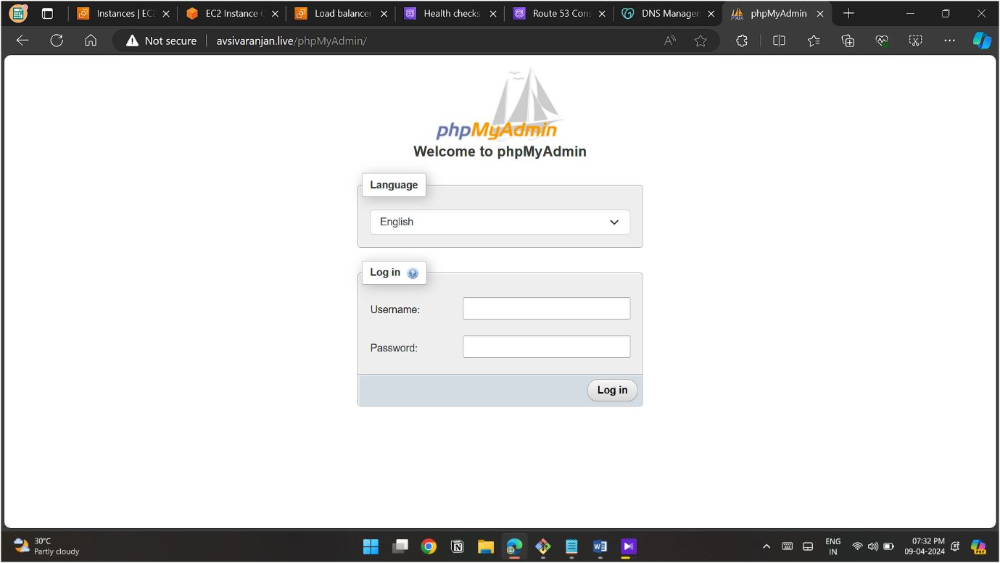 Instances | EC2
EC2 Instance C
Load balancer
Health checks
Route 53 Cons
DNS Managem
phpMyAdmin
Not secure
avsivaranjan.live/phpMyAdmin/
phpMyAdmin
Welcome to phpMyAdmin
Language
English
Log in
Username:
Password:
Log in
30°C
Partly cloudy
ENG
IN
07:32 PM
09-04-2024